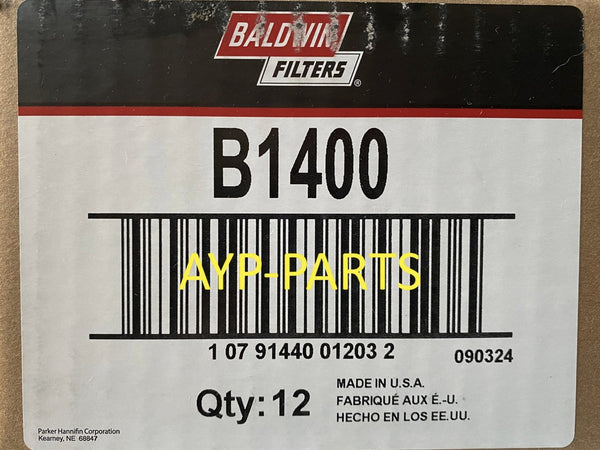 BALDWIN
FILTERS®
B1400
AYP-PARTS
1 07 91440 01203 2
090324
Qty: 12
MADE IN U.S.A.
FABRIQUÉ AUX É.-U.
HECHO EN LOS EE.UU.
Parker Hannifin Corporation
Kearney, NE 68847